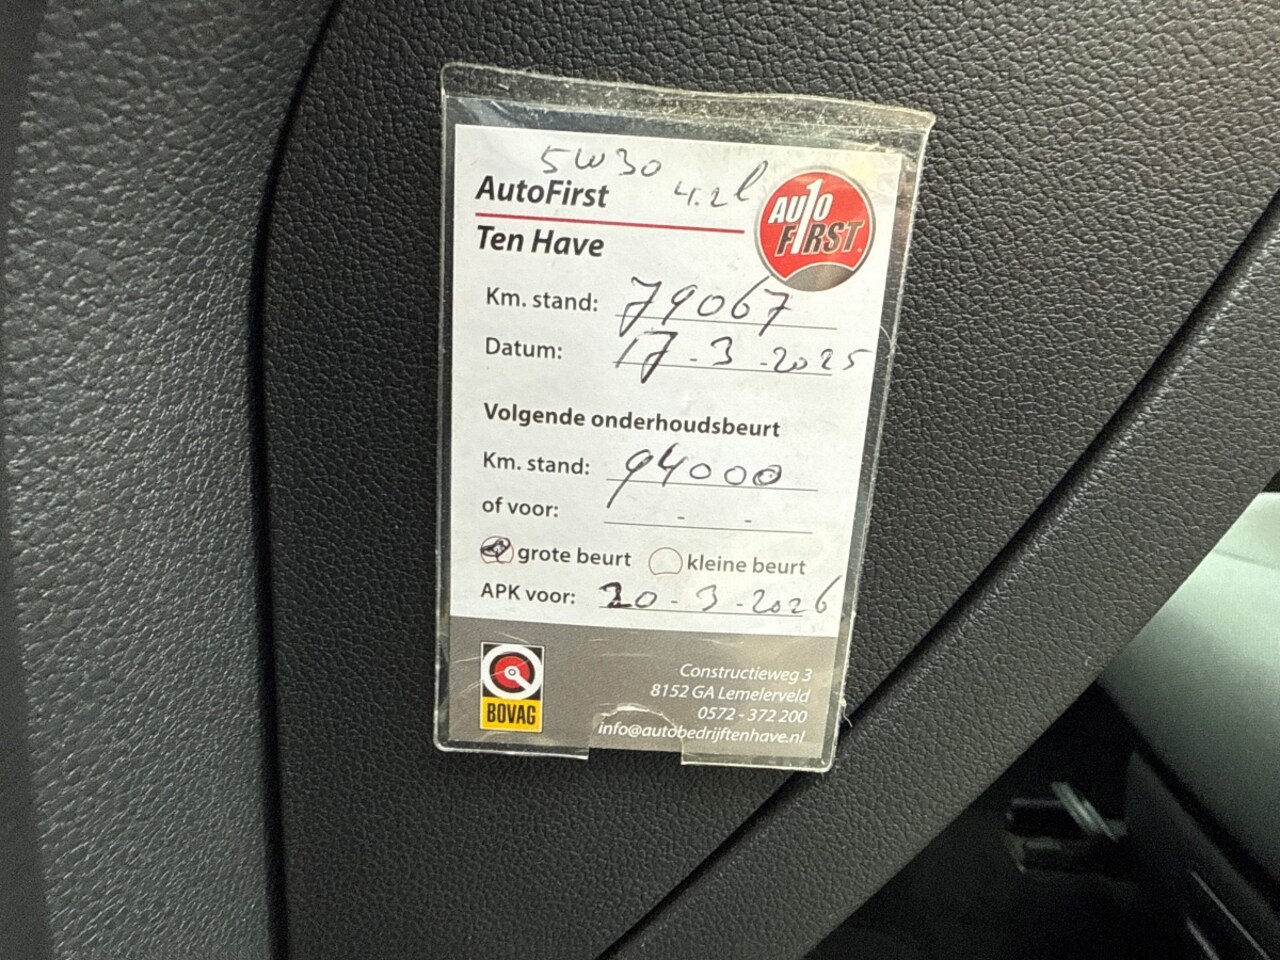 5W30
4.2l
AutoFirst
Ten Have
AUTO
FIRST
Km. stand: 79067
Datum: 17-3-2025
Volgende onderhoudsbeurt
Km. stand: 94000
of voor: - -
grote beurt kleine beurt
APK voor: 20-3-2026
BOVAG
Constructieweg 3
8152 GA Lemelerveld
0572 - 372 200
info@autobedrijftenhave.nl